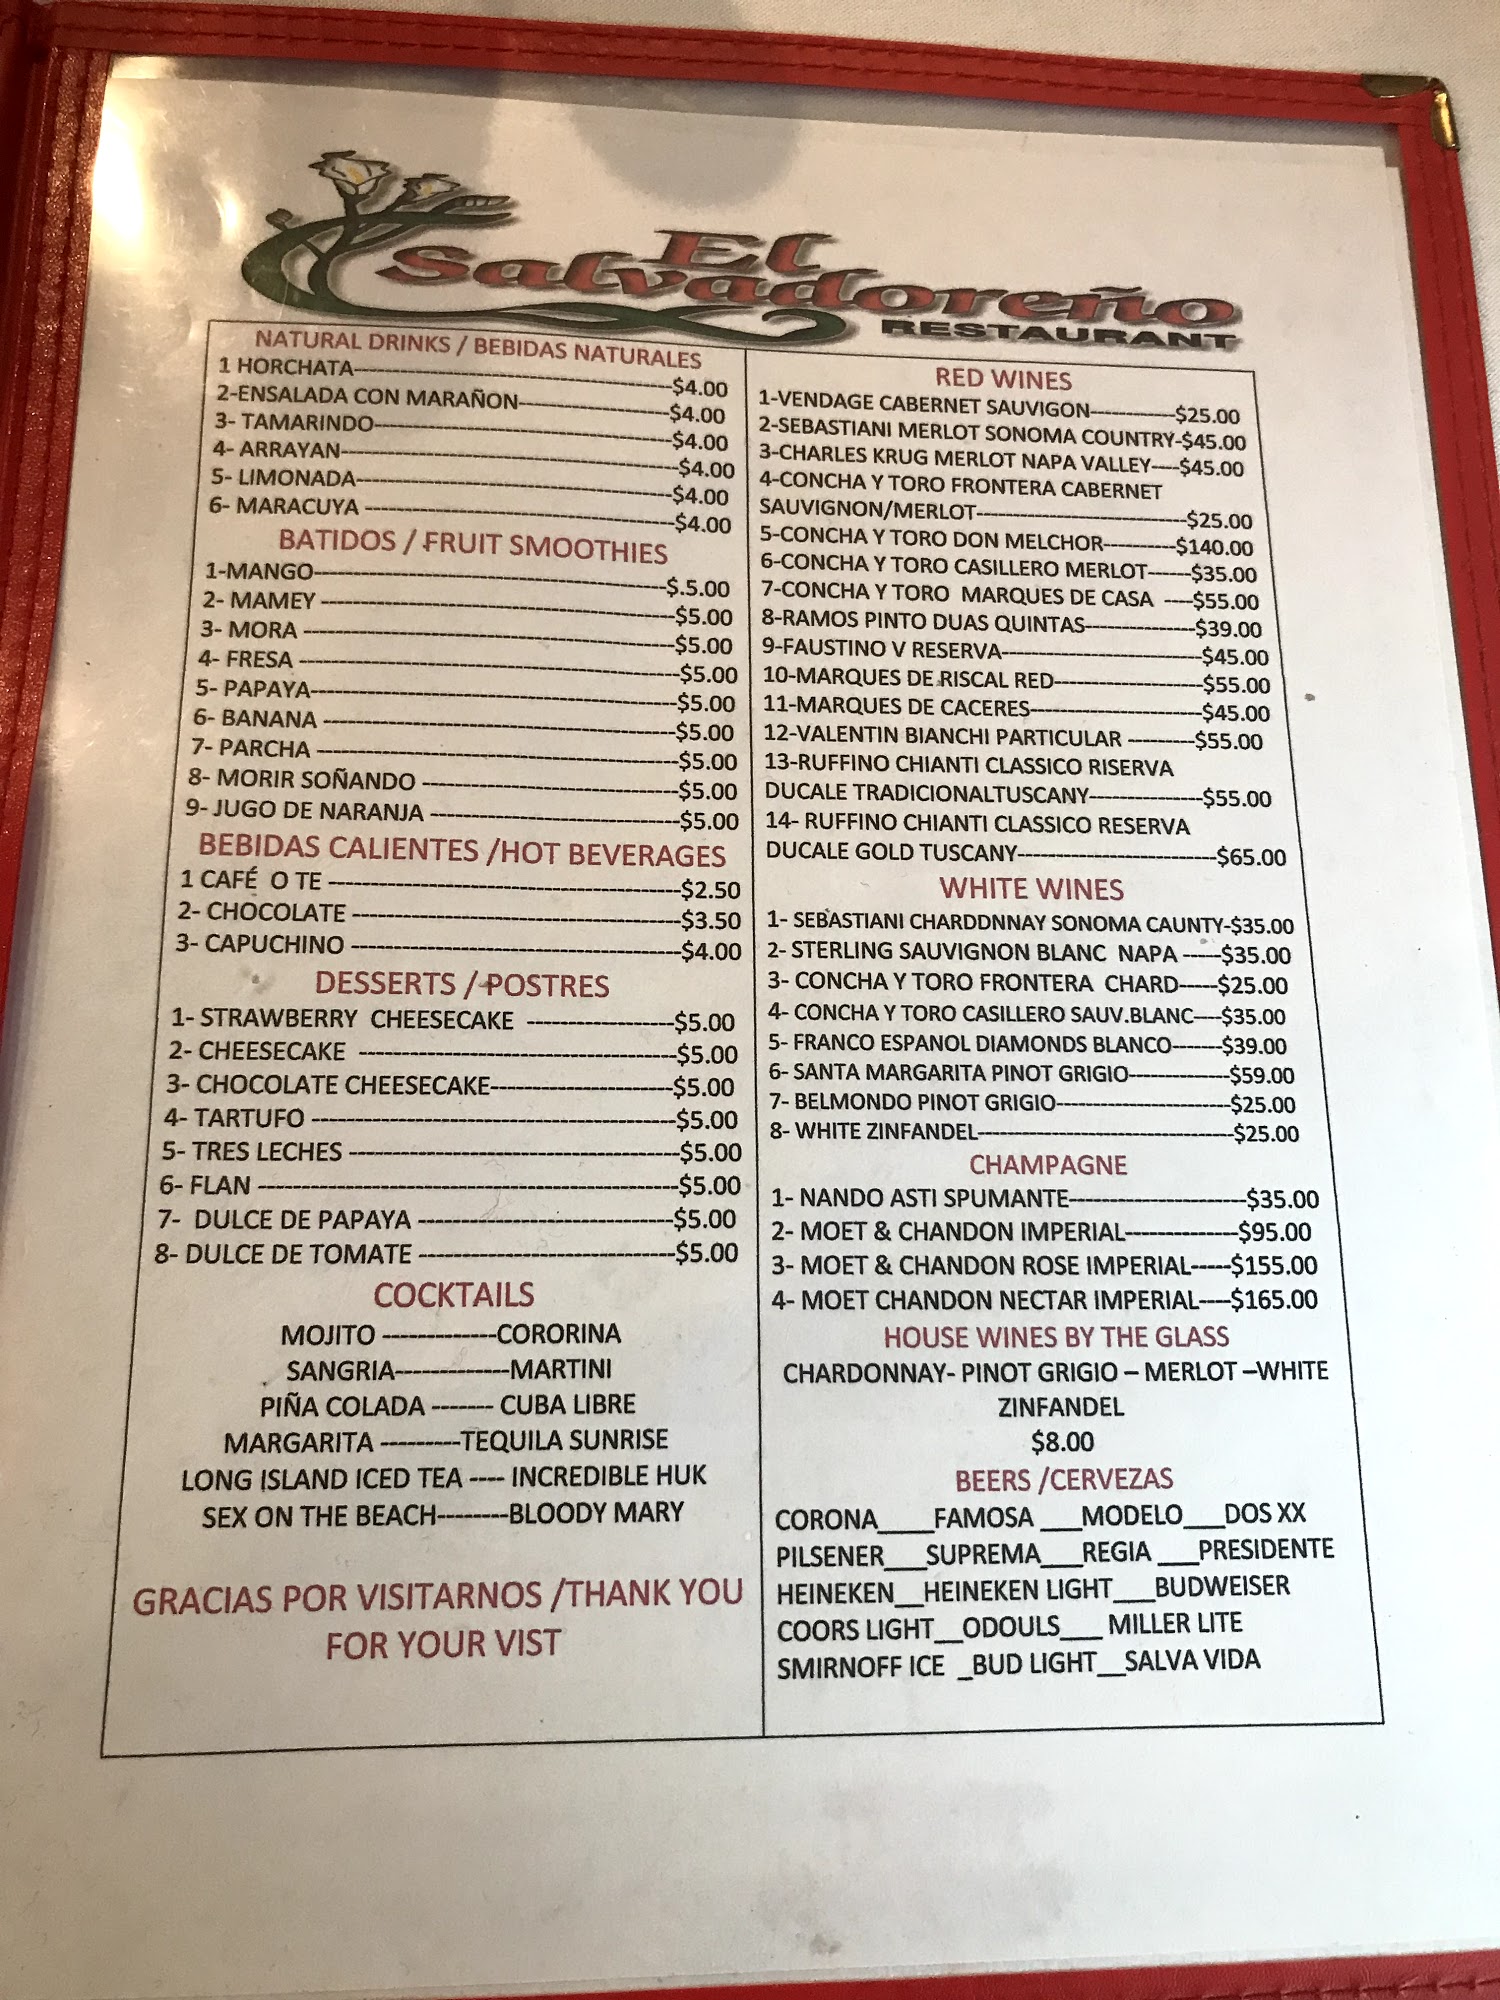 El
Salvadoreño
RESTAURANT
NATURAL DRINKS / BEBIDAS NATURALES
1 HORCHATA---$4.00
2-ENSALADA CON MARAÑON---$4.00
3- TAMARINDO---$4.00
4- ARRAYAN---$4.00
5- LIMONADA---$4.00
6- MARACUYA ---$4.00
BATIDOS / FRUIT SMOOTHIES
1-MANGO---$.5.00
2- MAMEY ---$5.00
3- MORA ---$5.00
4- FRESA ---$5.00
5- PAPAYA---$5.00
6- BANANA ---$5.00
7- PARCHA ---$5.00
8- MORIR SOÑANDO ---$5.00
9- JUGO DE NARANJA ---$5.00
BEBIDAS CALIENTES /HOT BEVERAGES
1 CAFÉ O TE ---$2.50
2- CHOCOLATE ---$3.50
3- CAPUCHINO ---$4.00
DESSERTS / POSTRES
1- STRAWBERRY CHEESECAKE ---$5.00
2- CHEESECAKE ---$5.00
3- CHOCOLATE CHEESECAKE---$5.00
4- TARTUFO ---$5.00
5- TRES LECHES ---$5.00
6- FLAN ---$5.00
7- DULCE DE PAPAYA ---$5.00
8- DULCE DE TOMATE ---$5.00
COCKTAILS
MOJITO ---CORORINA
SANGRIA---MARTINI
PIÑA COLADA --- CUBA LIBRE
MARGARITA ---TEQUILA SUNRISE
LONG ISLAND ICED TEA ---- INCREDIBLE HUK
SEX ON THE BEACH---BLOODY MARY
GRACIAS POR VISITARNOS /THANK YOU
FOR YOUR VIST
RED WINES
1-VENDAGE CABERNET SAUVIGON---$25.00
2-SEBASTIANI MERLOT SONOMA COUNTRY-$45.00
3-CHARLES KRUG MERLOT NAPA VALLEY----$45.00
4-CONCHA Y TORO FRONTERA CABERNET
SAUVIGNON/MERLOT---$25.00
5-CONCHA Y TORO DON MELCHOR---$140.00
6-CONCHA Y TORO CASILLERO MERLOT---$35.00
7-CONCHA Y TORO MARQUES DE CASA ----$55.00
8-RAMOS PINTO DUAS QUINTAS---$39.00
9-FAUSTINO V RESERVA---$45.00
10-MARQUES DE RISCAL RED---$55.00
11-MARQUES DE CACERES---$45.00
12-VALENTIN BIANCHI PARTICULAR ---$55.00
13-RUFFINO CHIANTI CLASSICO RISERVA
DUCALE TRADICIONALTUSCANY---$55.00
14- RUFFINO CHIANTI CLASSICO RESERVA
DUCALE GOLD TUSCANY---$65.00
WHITE WINES
1- SEBASTIANI CHARDDNNAY SONOMA CAUNTY-$35.00
2- STERLING SAUVIGNON BLANC NAPA -----$35.00
3- CONCHA Y TORO FRONTERA CHARD-----$25.00
4- CONCHA Y TORO CASILLERO SAUV.BLANC----$35.00
5- FRANCO ESPANOL DIAMONDS BLANCO---$39.00
6- SANTA MARGARITA PINOT GRIGIO---$59.00
7- BELMONDO PINOT GRIGIO---$25.00
8- WHITE ZINFANDEL---$25.00
CHAMPAGNE
1- NANDO ASTI SPUMANTE---$35.00
2- MOET & CHANDON IMPERIAL---$95.00
3- MOET & CHANDON ROSE IMPERIAL-----$155.00
4- MOET CHANDON NECTAR IMPERIAL----$165.00
HOUSE WINES BY THE GLASS
CHARDONNAY- PINOT GRIGIO – MERLOT –WHITE
ZINFANDEL
$8.00
BEERS /CERVEZAS
CORONA____FAMOSA ___MODELO___DOS XX
PILSENER___SUPREMA___REGIA ___PRESIDENTE
HEINEKEN__HEINEKEN LIGHT___BUDWEISER
COORS LIGHT__ODOULS___ MILLER LITE
SMIRNOFF ICE _BUD LIGHT__SALVA VIDA